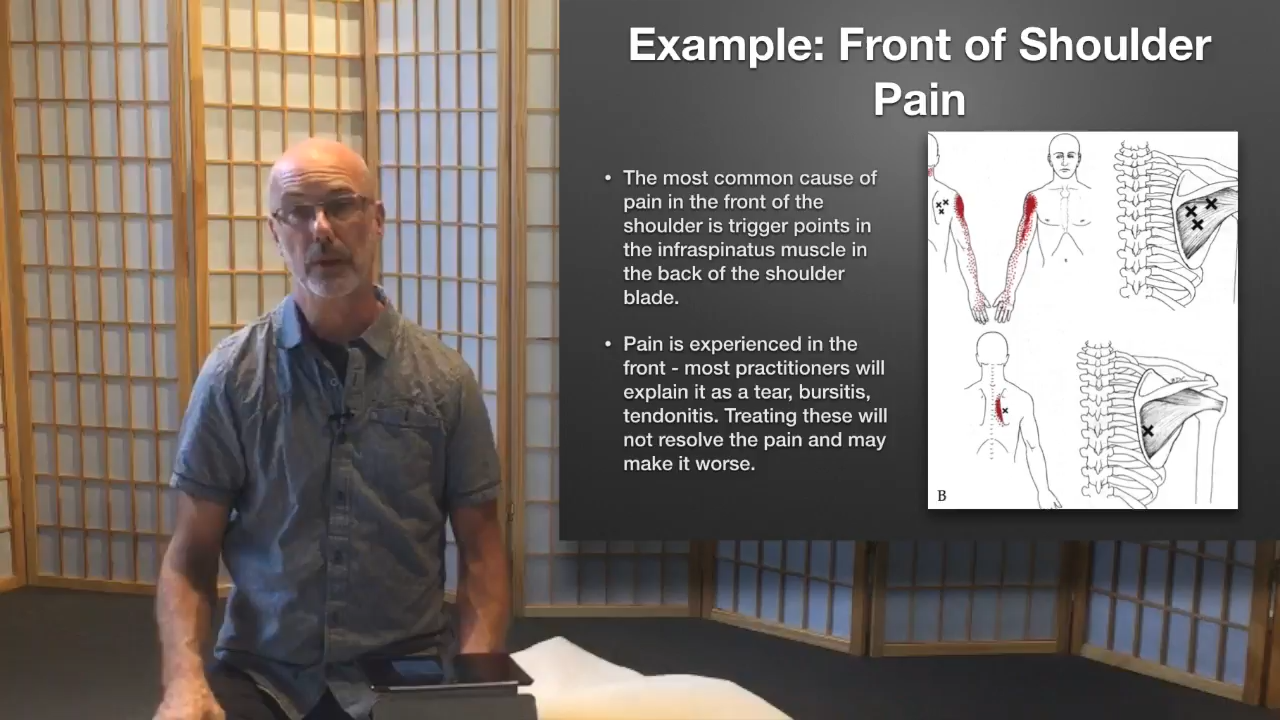 Example: Front of Shoulder
Pain
• The most common cause of
pain in the front of the
shoulder is trigger points in
the infraspinatus muscle in
the back of the shoulder
blade.
• Pain is experienced in the
front - most practitioners will
explain it as a tear, bursitis,
tendonitis. Treating these will
not resolve the pain and may
make it worse.
B